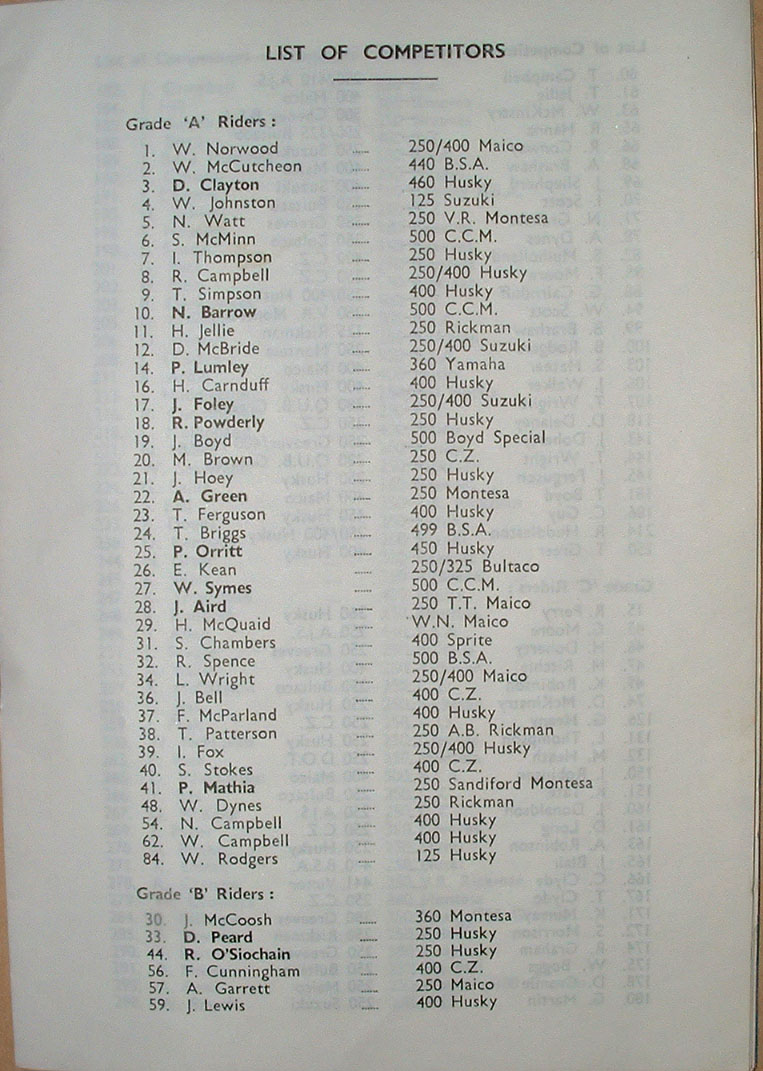 LIST OF COMPETITORS
Grade 'A' Riders :
1. W. Norwood ...... 250/400 Maico
2. W. McCutcheon ...... 440 B.S.A.
3. D. Clayton ...... 460 Husky
4. W. Johnston ...... 125 Suzuki
5. N. Watt ...... 250 V.R. Montesa
6. S. McMinn ...... 500 C.C.M.
7. I. Thompson ...... 250 Husky
8. R. Campbell ...... 250/400 Husky
9. T. Simpson ...... 400 Husky
10. N. Barrow ...... 500 C.C.M.
11. H. Jellie ...... 250 Rickman
12. D. McBride ...... 250/400 Suzuki
14. P. Lumley ...... 360 Yamaha
16. H. Carnduff ...... 400 Husky
17. J. Foley ...... 250/400 Suzuki
18. R. Powderly ...... 250 Husky
19. J. Boyd ...... 500 Boyd Special
20. M. Brown ...... 250 C.Z.
21. J. Hoey ...... 250 Husky
22. A. Green ...... 250 Montesa
23. T. Ferguson ...... 400 Husky
24. T. Briggs ...... 499 B.S.A.
25. P. Orritt ...... 450 Husky
26. E. Kean ...... 250/325 Bultaco
27. W. Symes ...... 500 C.C.M.
28. J. Aird ...... 250 T.T. Maico
29. H. McQuaid ...... W.N. Maico
31. S. Chambers ...... 400 Sprite
32. R. Spence ...... 500 B.S.A.
34. L. Wright ...... 250/400 Maico
36. J. Bell ...... 400 C.Z.
37. F. McParland ...... 400 Husky
38. T. Patterson ...... 250 A.B. Rickman
39. I. Fox ...... 250/400 Husky
40. S. Stokes ...... 400 C.Z.
41. P. Mathia ...... 250 Sandiford Montesa
48. W. Dynes ...... 250 Rickman
54. N. Campbell ...... 400 Husky
62. W. Campbell ...... 400 Husky
84. W. Rodgers ...... 125 Husky
Grade 'B' Riders :
30. J. McCoosh ...... 360 Montesa
33. D. Peard ...... 250 Husky
44. R. O'Siochain ...... 250 Husky
56. F. Cunningham ...... 400 C.Z.
57. A. Garrett ...... 250 Maico
59. J. Lewis ...... 400 Husky